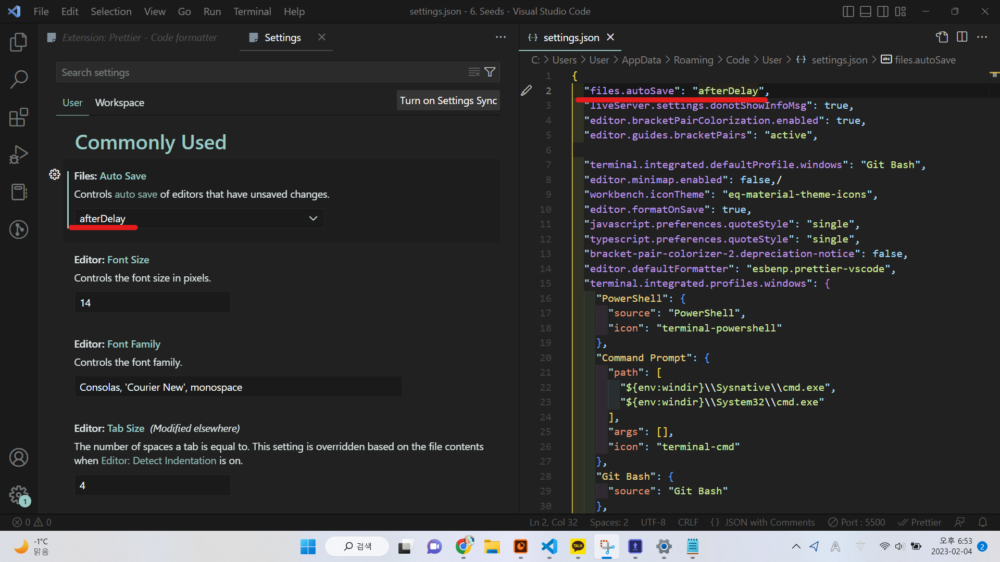 File Edit Selection View Go Run Terminal Help
settings.json - 6. Seeds - Visual Studio Code
Extension: Prettier - Code formatter
Settings
Search settings
User Workspace
Turn on Settings Sync
Commonly Used
Files: Auto Save
Controls auto save of editors that have unsaved changes.
afterDelay
Editor: Font Size
Controls the font size in pixels.
14
Editor: Font Family
Controls the font family.
Consolas, 'Courier New', monospace
Editor: Tab Size (Modified elsewhere)
The number of spaces a tab is equal to. This setting is overridden based on the file contents
when Editor: Detect Indentation is on.
4
settings.json
C: > Users > User > AppData > Roaming > Code > User > {··} settings.json > abc files.autoSave
1 {
2 "files.autoSave": "afterDelay",
3 "liveServer.settings.donotShowInfoMsg": true,
4 "editor.bracketPairColorization.enabled": true,
5 "editor.guides.bracketPairs": "active",
6
7 "terminal.integrated.defaultProfile.windows": "Git Bash",
8 "editor.minimap.enabled": false,/
9 "workbench.iconTheme": "eq-material-theme-icons",
10 "editor.formatOnSave": true,
11 "javascript.preferences.quoteStyle": "single",
12 "typescript.preferences.quoteStyle": "single",
13 "bracket-pair-colorizer-2.depreciation-notice": false,
14 "editor.defaultFormatter": "esbenp.prettier-vscode",
15 "terminal.integrated.profiles.windows": {
16 "PowerShell": {
17 "source": "PowerShell",
18 "icon": "terminal-powershell"
19 },
20 "Command Prompt": {
21 "path": [
22 "${env:windir}\\Sysnative\\cmd.exe",
23 "${env:windir}\\System32\\cmd.exe"
24 ],
25 "args": [],
26 "icon": "terminal-cmd"
27 },
28 "Git Bash": {
29 "source": "Git Bash"
30 },
1
0 0
Ln 2, Col 32 Spaces: 2 UTF-8 CRLF {} JSON with Comments Port : 5500 Prettier
-1°C
맑음
검색
TALK
A
오후 6:53
2023-02-04
2